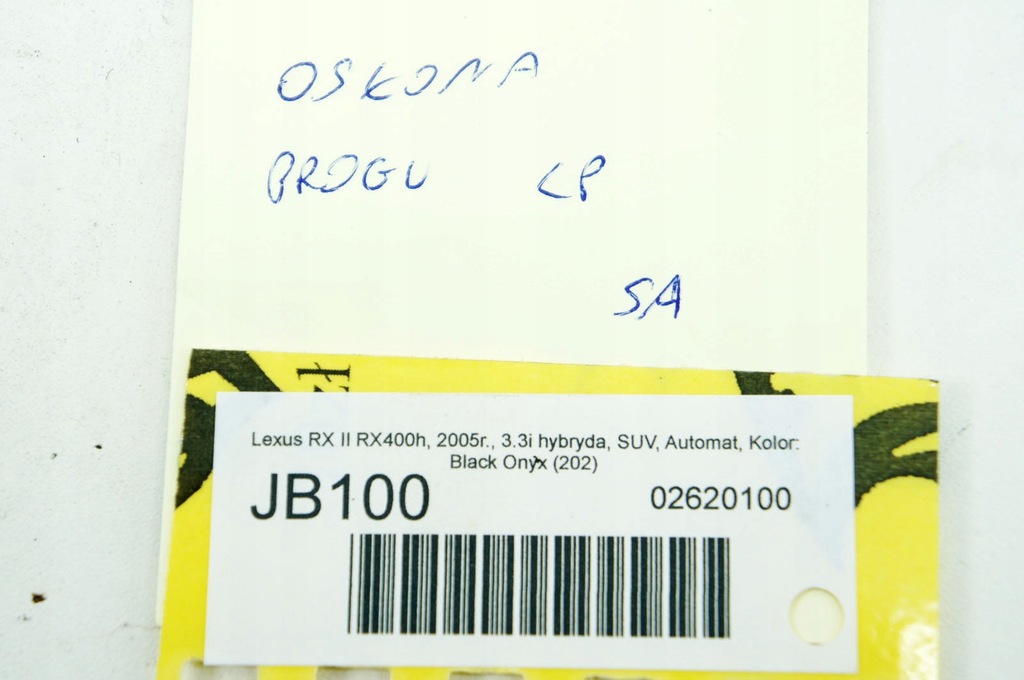 OSKONA
PROGU LP
SA
Lexus RX II RX400h, 2005r., 3.3i hybryda, SUV, Automat, Kolor:
Black Onyx (202)
JB100 02620100